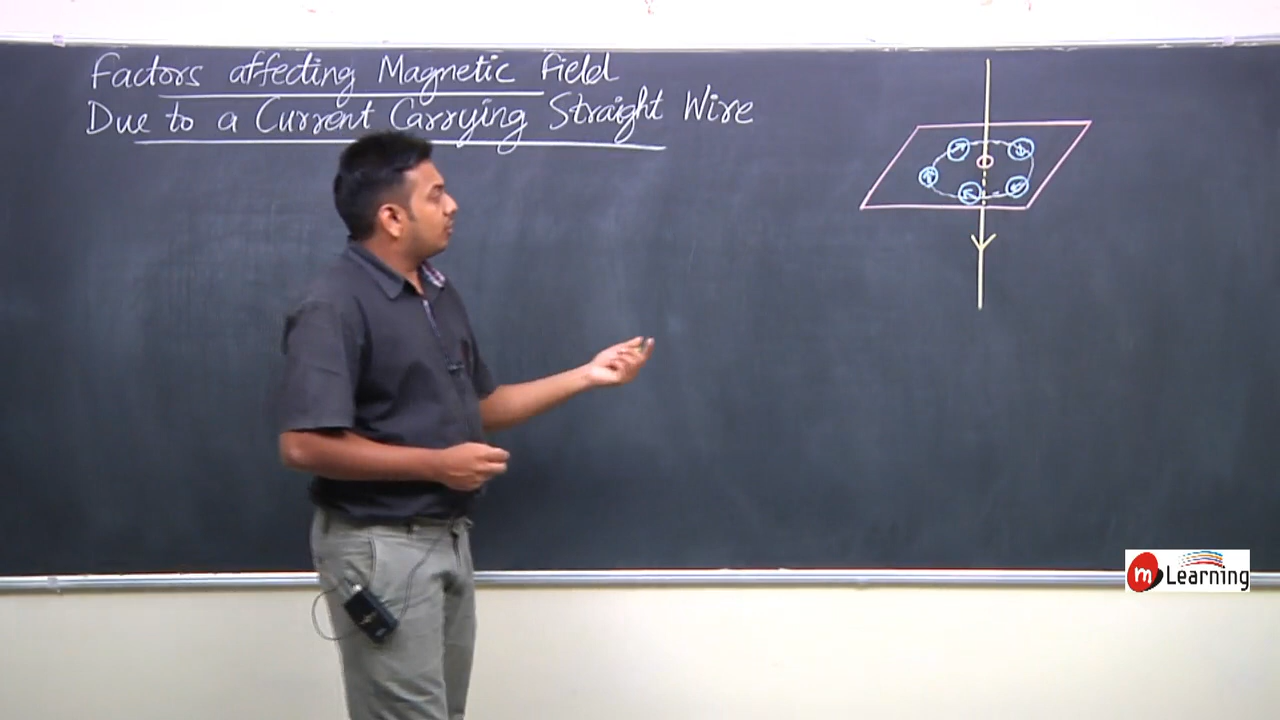 Factors affecting Magnetic field
Due to a Current Carrying Straight Wire
m Learning